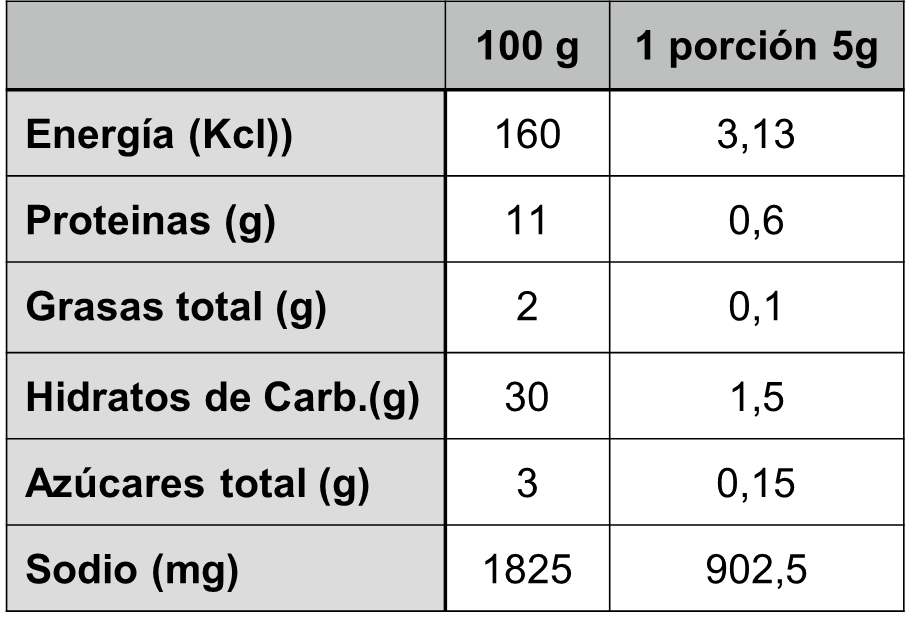 100 g 1 porción 5g
Energía (Kcl)) 160 3,13
Proteinas (g) 11 0,6
Grasas total (g) 2 0,1
Hidratos de Carb.(g) 30 1,5
Azúcares total (g) 3 0,15
Sodio (mg) 1825 902,5